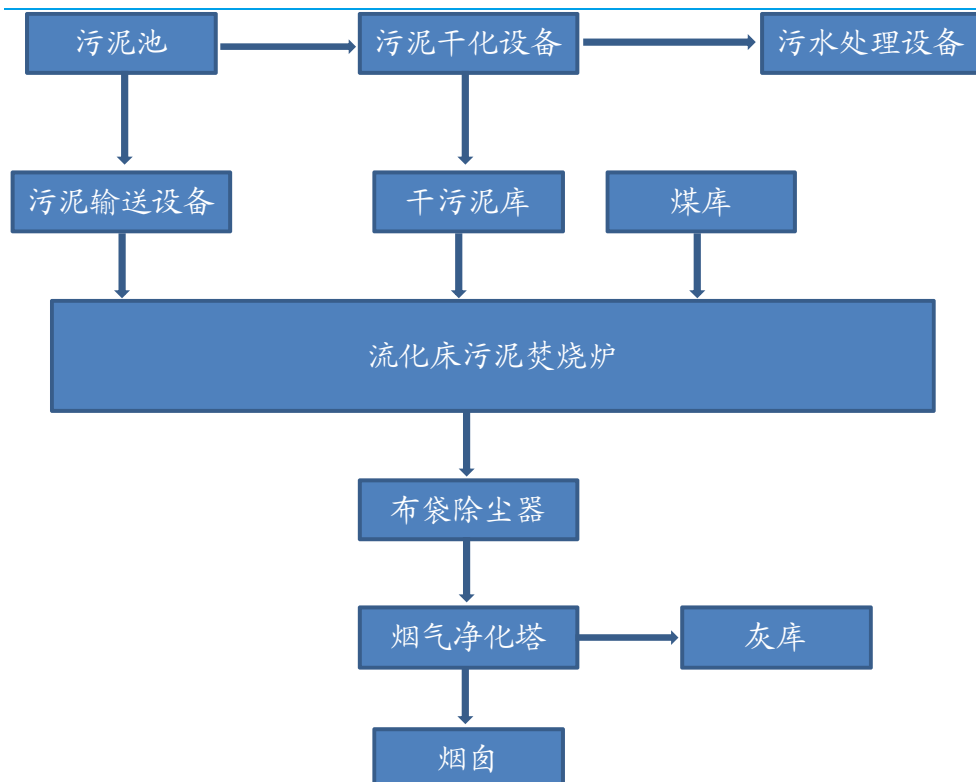 污泥池
污泥干化设备
污水处理设备
污泥输送设备
干污泥库
煤库
流化床污泥焚烧炉
布袋除尘器
烟气净化塔
灰库
烟囱